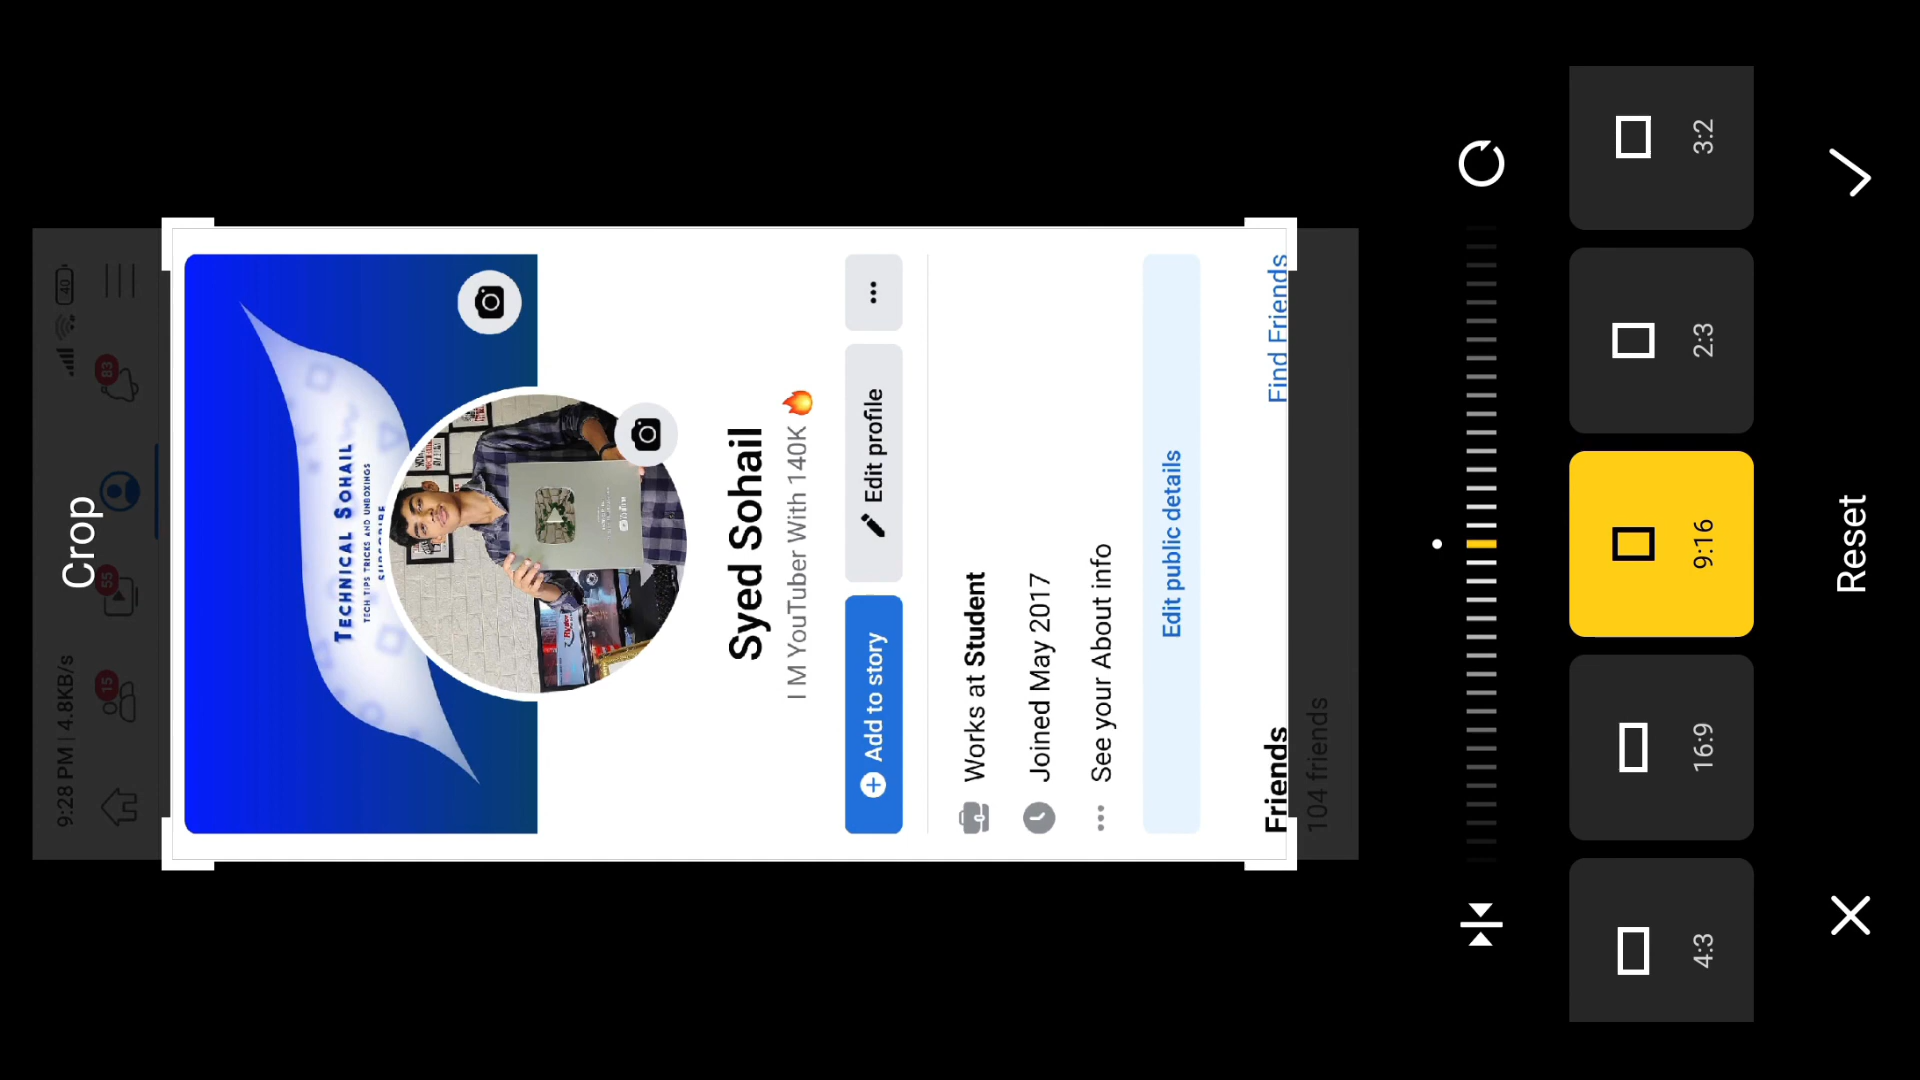 Crop
9:28 PM | 4.8KB/s
40
15
55
83
TECHNICAL SOHAIL
TECH TIPS TRICKS AND UNBOXINGS
SUBSCRIBE
Syed Sohail
I M YouTuber With 140K 🔥
Add to story
Edit profile
Works at Student
Joined May 2017
See your About info
Edit public details
Friends
Find Friends
104 friends
4:3
16:9
9:16
2:3
3:2
Reset